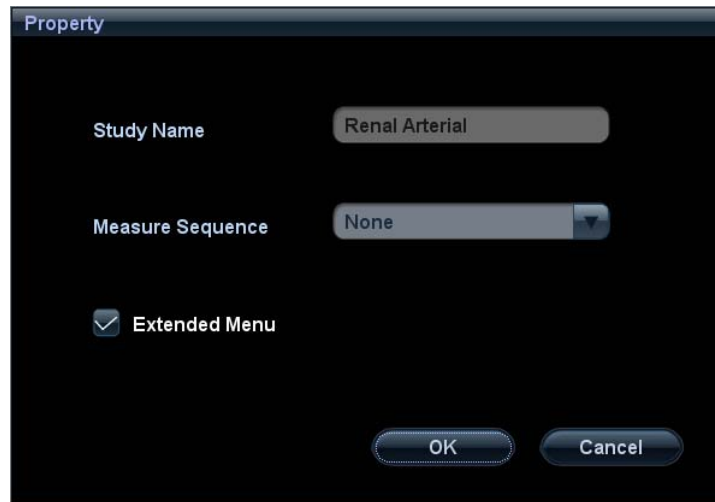 Property
Study Name Renal Arterial
Measure Sequence None
Extended Menu
OK Cancel